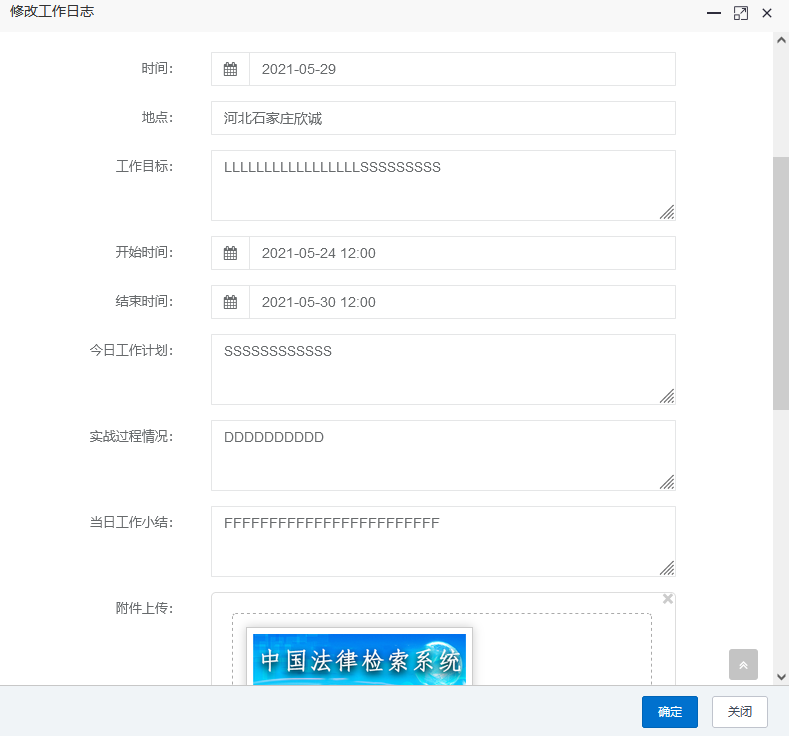 修改工作日志
时间：
2021-05-29
地点：
河北石家庄欣诚
工作目标：
LLLLLLLLLLLLLLLLLSSSSSSSSS
开始时间：
2021-05-24 12:00
结束时间：
2021-05-30 12:00
今日工作计划：
SSSSSSSSSSSS
实战过程情况：
DDDDDDDDDD
当日工作小结：
FFFFFFFFFFFFFFFFFFFFFFFF
附件上传：
中国法律检索系统
确定
关闭